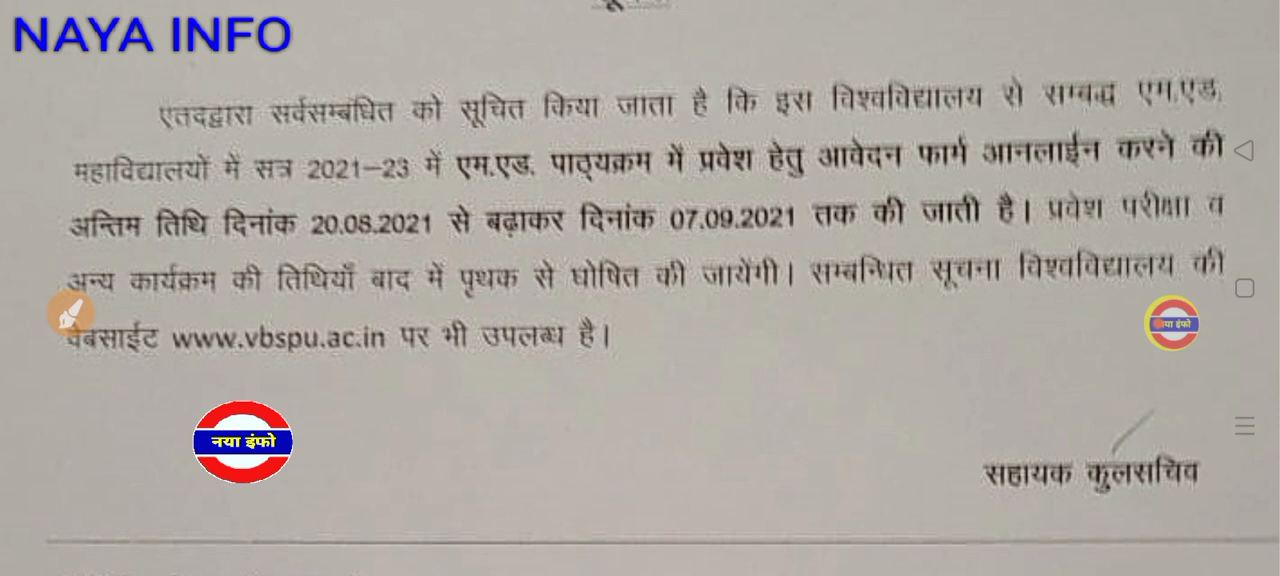 NAYA INFO
एतदद्वारा सर्वसम्बंधित को सूचित किया जाता है कि इस विश्वविद्यालय से सम्बद्ध एम.एड.
महाविद्यालयों में सत्र 2021–23 में एम.एड. पाठ्यक्रम में प्रवेश हेतु आवेदन फार्म आनलाईन करने की
अन्तिम तिथि दिनांक 20.08.2021 से बढ़ाकर दिनांक 07.09.2021 तक की जाती है। प्रवेश परीक्षा व
अन्य कार्यक्रम की तिथियाँ बाद में पृथक से घोषित की जायेंगी। सम्बन्धित सूचना विश्वविद्यालय की
वेबसाईट www.vbspu.ac.in पर भी उपलब्ध है।
नया इंफो
नया इंफो
सहायक कुलसचिव